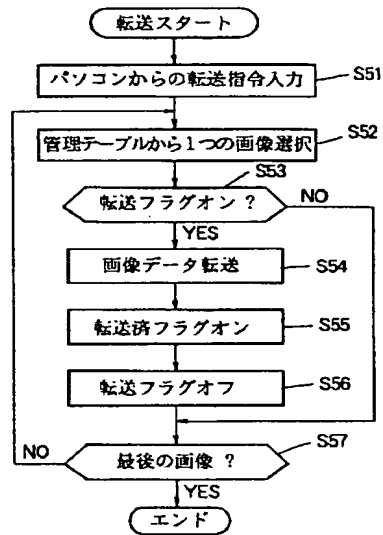 転送スタート
パソコンからの転送指令入力
S51
管理テーブルから1つの画像選択
S52
S53
転送フラグオン ?
NO
YES
画像データ転送
S54
転送済フラグオン
S55
転送フラグオフ
S56
S57
最後の画像 ?
NO
YES
エンド